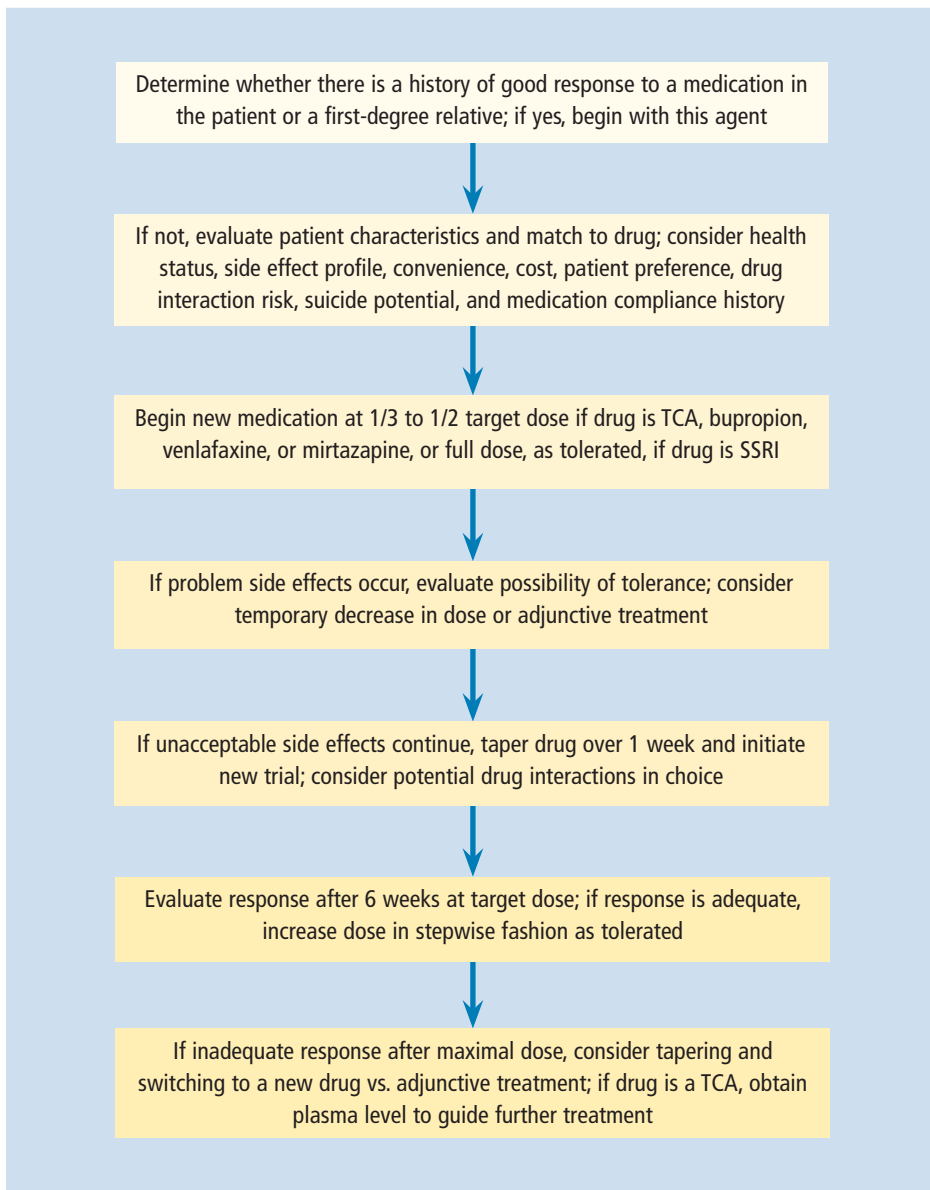 Determine whether there is a history of good response to a medication in
the patient or a first-degree relative; if yes, begin with this agent
If not, evaluate patient characteristics and match to drug; consider health
status, side effect profile, convenience, cost, patient preference, drug
interaction risk, suicide potential, and medication compliance history
Begin new medication at 1/3 to 1/2 target dose if drug is TCA, bupropion,
venlafaxine, or mirtazapine, or full dose, as tolerated, if drug is SSRI
If problem side effects occur, evaluate possibility of tolerance; consider
temporary decrease in dose or adjunctive treatment
If unacceptable side effects continue, taper drug over 1 week and initiate
new trial; consider potential drug interactions in choice
Evaluate response after 6 weeks at target dose; if response is adequate,
increase dose in stepwise fashion as tolerated
If inadequate response after maximal dose, consider tapering and
switching to a new drug vs. adjunctive treatment; if drug is a TCA, obtain
plasma level to guide further treatment